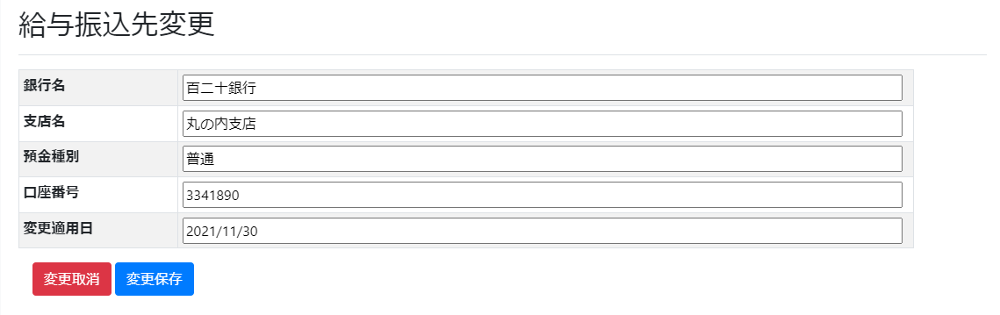 給与振込先変更
銀行名 百二十銀行
支店名 丸の内支店
預金種別 普通
口座番号 3341890
変更適用日 2021/11/30
変更取消 変更保存